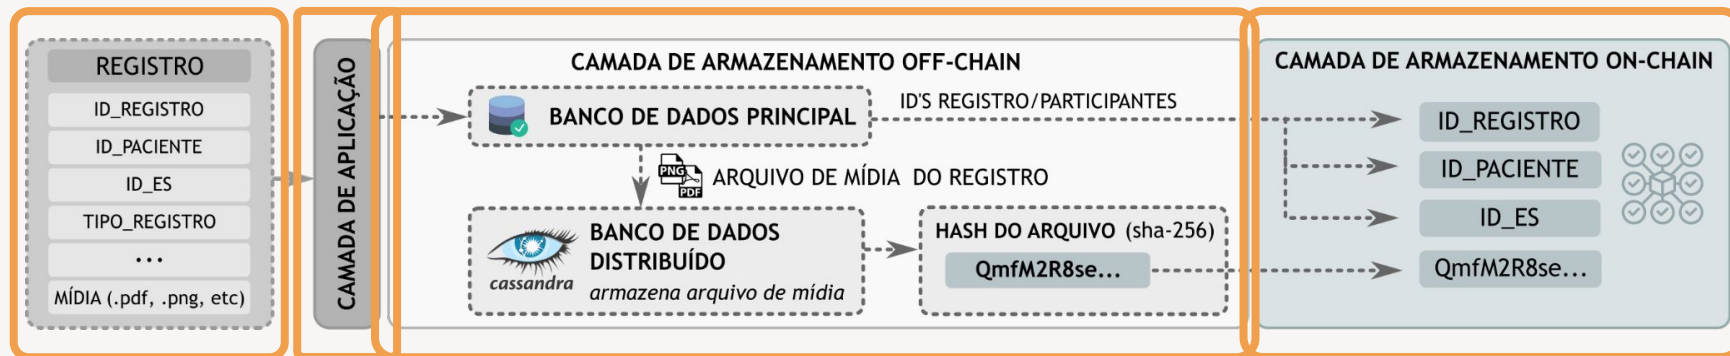 REGISTRO
ID_REGISTRO
ID_PACIENTE
ID_ES
TIPO_REGISTRO
...
MÍDIA (.pdf, .png, etc)
CAMADA DE APLICAÇÃO
CAMADA DE ARMAZENAMENTO OFF-CHAIN
BANCO DE DADOS PRINCIPAL
ID'S REGISTRO/PARTICIPANTES
PNG
PDF
ARQUIVO DE MÍDIA DO REGISTRO
cassandra
BANCO DE DADOS
DISTRIBUÍDO
armazena arquivo de mídia
HASH DO ARQUIVO (sha-256)
QmfM2R8se...
CAMADA DE ARMAZENAMENTO ON-CHAIN
ID_REGISTRO
ID_PACIENTE
ID_ES
QmfM2R8se...